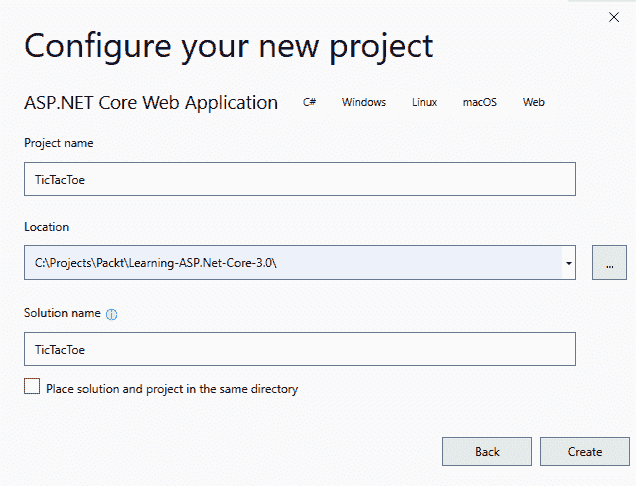 Configure your new project
ASP.NET Core Web Application C# Windows Linux macOS Web
Project name
TicTacToe
Location
C:\Projects\Packt\Learning-ASP.Net-Core-3.0\
...
Solution name
TicTacToe
Place solution and project in the same directory
Back Create